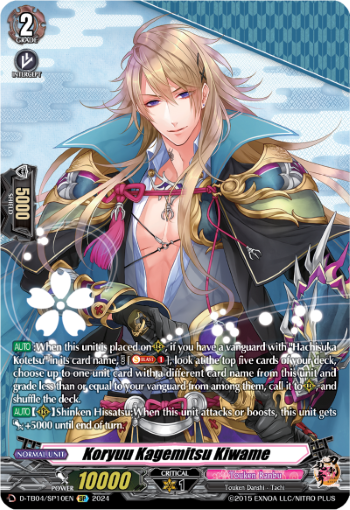 2
GRADE
INTERCEPT
5000
SHIELD
AUTO:When this unit is placed on , if you have a vanguard with "Hachisuka
Kotetsu" in its card name, [BLAST 1], look at the top five cards of your deck,
choose up to one unit card with a different card name from this unit and
grade less than or equal to your vanguard from among them, call it to , and
shuffle the deck.
AUTO【 】Shinken Hissatsu:When this unit attacks or boosts, this unit gets
+5000 until end of turn.
NORMAL UNIT
Koryuu Kagemitsu Kiwame
POWER 10000
CRITICAL
1
Touken Ranbu
Touken Danshi - Tachi
D-TB04/SP10EN SP 2024
©2015 EXNOA LLC/NITRO PLUS